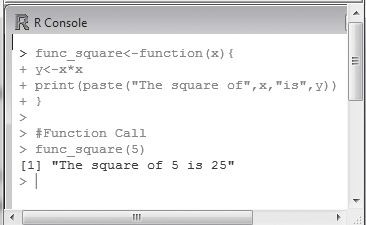 R Console
> func_square<-function(x){
+ y<-x*x
+ print(paste("The square of",x,"is",y))
+ }
>
> #Function Call
> func_square(5)
[1] "The square of 5 is 25"
>